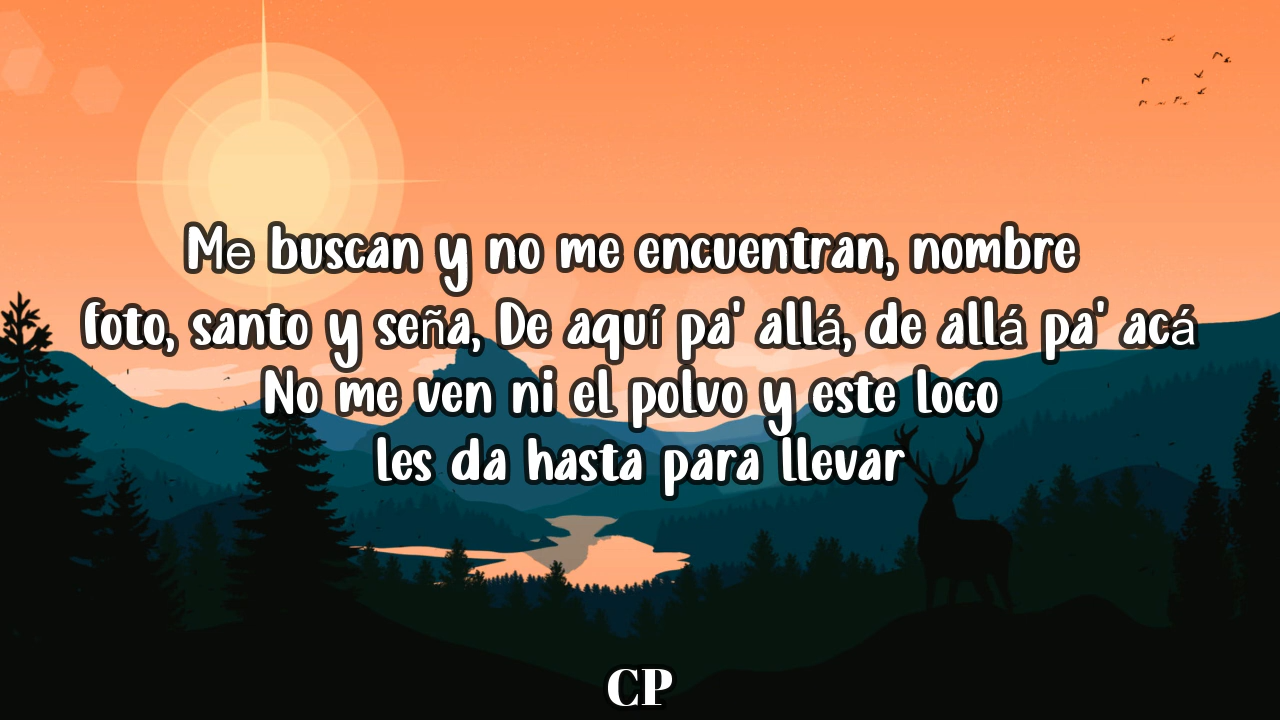 Me buscan y no me encuentran, nombre
foto, santo y seña, De aquí pa' allá, de allá pa' acá
No me ven ni el polvo y este loco
les da hasta para llevar
CP